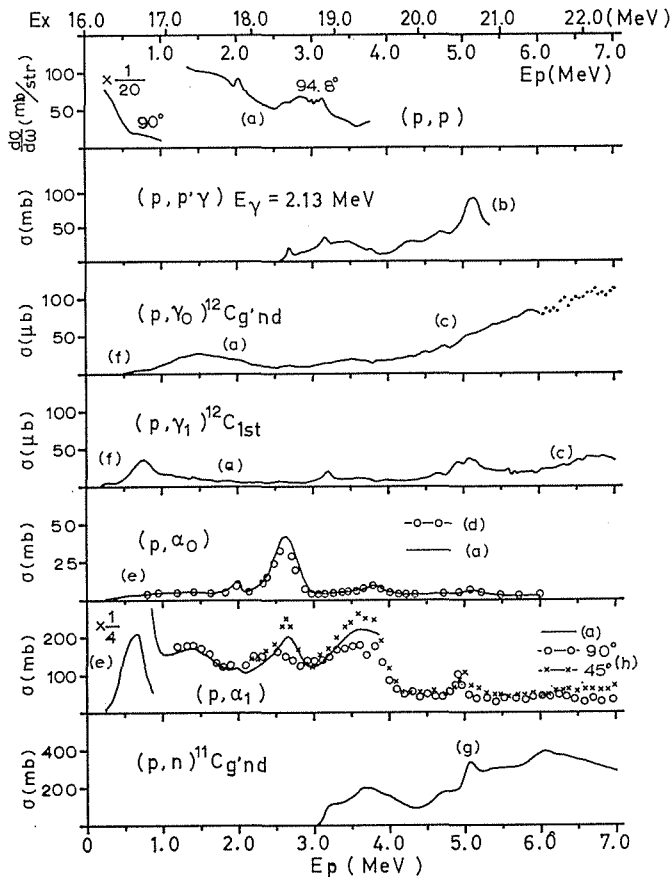 Ex 16.0 17.0 18.0 19.0 20.0 21.0 22.0 (MeV)
1.0 2.0 3.0 4.0 5.0 6.0 7.0
Ep(MeV)
dσ/dω (mb/str)
100
50
×1/20
90°
(a)
94.8°
(p,p)
σ(mb)
100
50
(p,p'γ) Eγ = 2.13 MeV
(b)
σ(μb)
100
50
(p,γ0)12Cg'nd
(f)
(a)
(c)
σ(μb)
100
50
(p,γ1)12C1st
(f)
(a)
(c)
σ(mb)
50
25
(p,α0)
(e)
(d)
(a)
σ(mb)
200
100
×1/4
(e)
(p,α1)
(a)
90°
45° (h)
σ(mb)
400
200
(p,n)11Cg'nd
(g)
0 1.0 2.0 3.0 4.0 5.0 6.0 7.0
Ep (MeV)